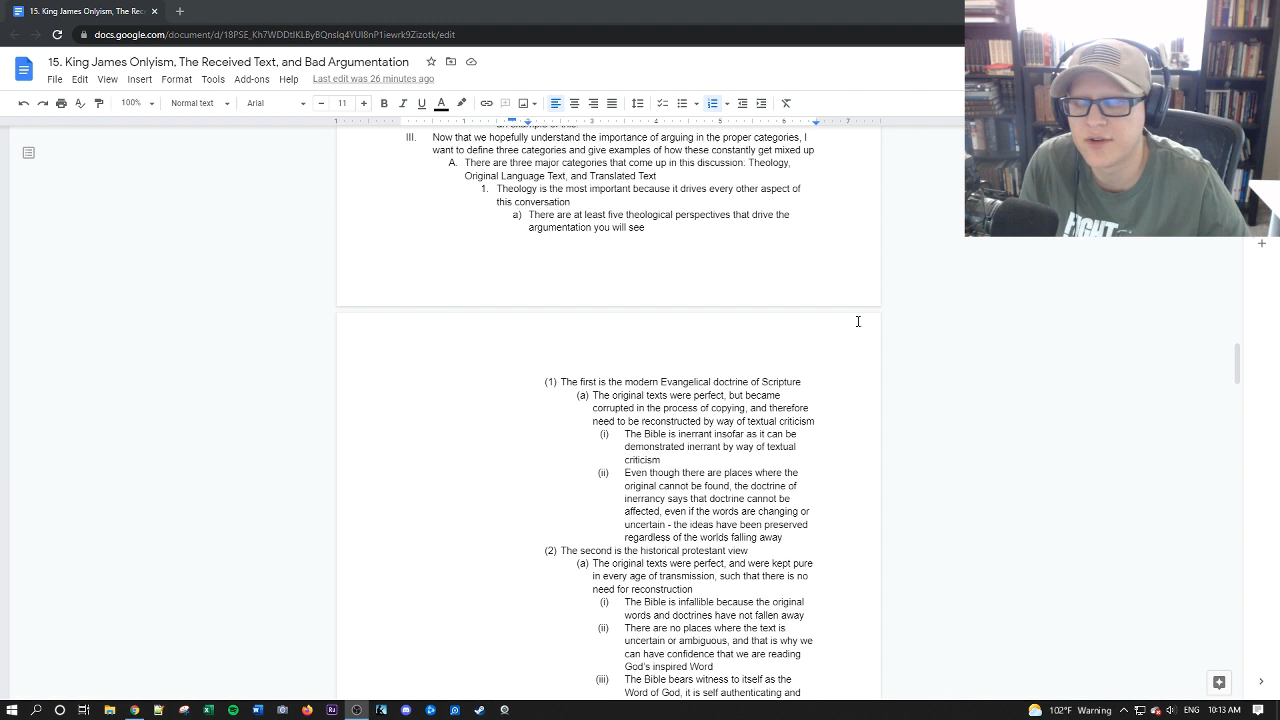 15. King James Onlyism, The Rec
15. King James Onlyism, The Received Text, and Bad Argumentation
File Edit View Insert Format Tools Add-ons
Last edit was 26 minutes ago
100% Normal text Arial 11
III. Now that we hopefully understand the importance of arguing in the proper categories, I
want to define three categories and give examples of how these constantly get mixed up
A. There are three major categories that come up in this discussion: Theology,
Original Language Text, and Translated Text
1. Theology is the most important because it drives every other aspect of
this conversation
a) There are at least five theological perspectives that drive the
argumentation you will see
(1) The first is the modern Evangelical doctrine of Scripture
(a) The original texts were perfect, but became
corrupted in the process of copying, and therefore
need to be reconstructed by way of textual criticism
(i) The Bible is inerrant insofar as it can be
demonstrated inerrant by way of textual
criticism
(ii) Even though there are places where the
original cannot be found, the doctrine of
inerrancy says that doctrine cannot be
affected, even if the words are changing or
uncertain - the ideas have been preserved
regardless of the worlds falling away
(2) The second is the historical protestant view
(a) The original texts were perfect, and were kept pure
in every age of transmission, such that there is no
need for reconstruction
(i) The Bible is infallible because the original
words and doctrines have not fallen away
(ii) There are no places where the text is
uncertain or ambiguous, and that is why we
can have confidence that we are reading
God's inspired Word
(iii) The Bible bears witness to itself as the
Word of God, it is self authenticating and
FIGHT
102°F Warning ENG 10:13 AM